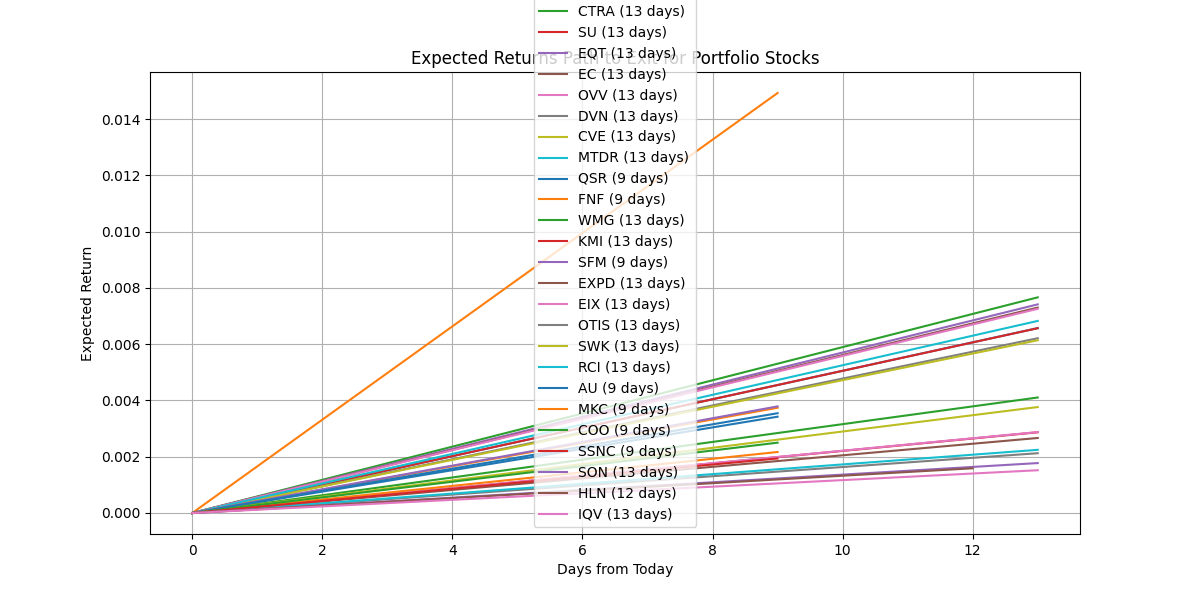 CTRA (13 days)
SU (13 days)
EQT (13 days)
Expected Returns Path to Exit for Portfolio Stocks
EC (13 days)
OVV (13 days)
DVN (13 days)
CVE (13 days)
MTDR (13 days)
QSR (9 days)
FNF (9 days)
WMG (13 days)
KMI (13 days)
SFM (9 days)
EXPD (13 days)
EIX (13 days)
OTIS (13 days)
SWK (13 days)
RCI (13 days)
AU (9 days)
MKC (9 days)
COO (9 days)
SSNC (9 days)
SON (13 days)
HLN (12 days)
IQV (13 days)
0.014
0.012
0.010
0.008
0.006
0.004
0.002
0.000
Expected Return
0 2 4 6 8 10 12
Days from Today